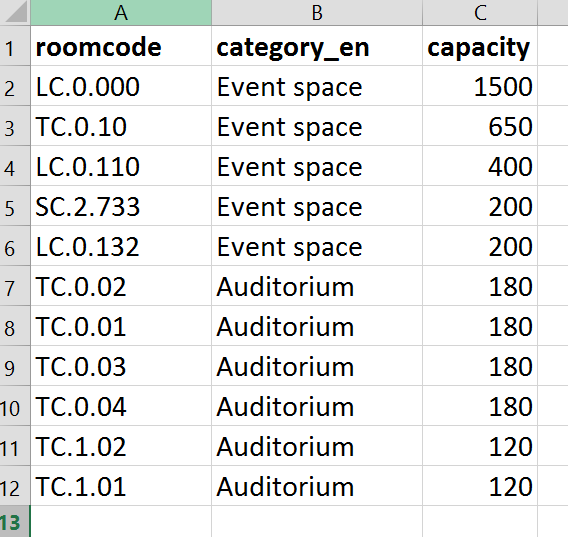 A B C
1 roomcode category_en capacity
2 LC.0.000 Event space 1500
3 TC.0.10 Event space 650
4 LC.0.110 Event space 400
5 SC.2.733 Event space 200
6 LC.0.132 Event space 200
7 TC.0.02 Auditorium 180
8 TC.0.01 Auditorium 180
9 TC.0.03 Auditorium 180
10 TC.0.04 Auditorium 180
11 TC.1.02 Auditorium 120
12 TC.1.01 Auditorium 120
13